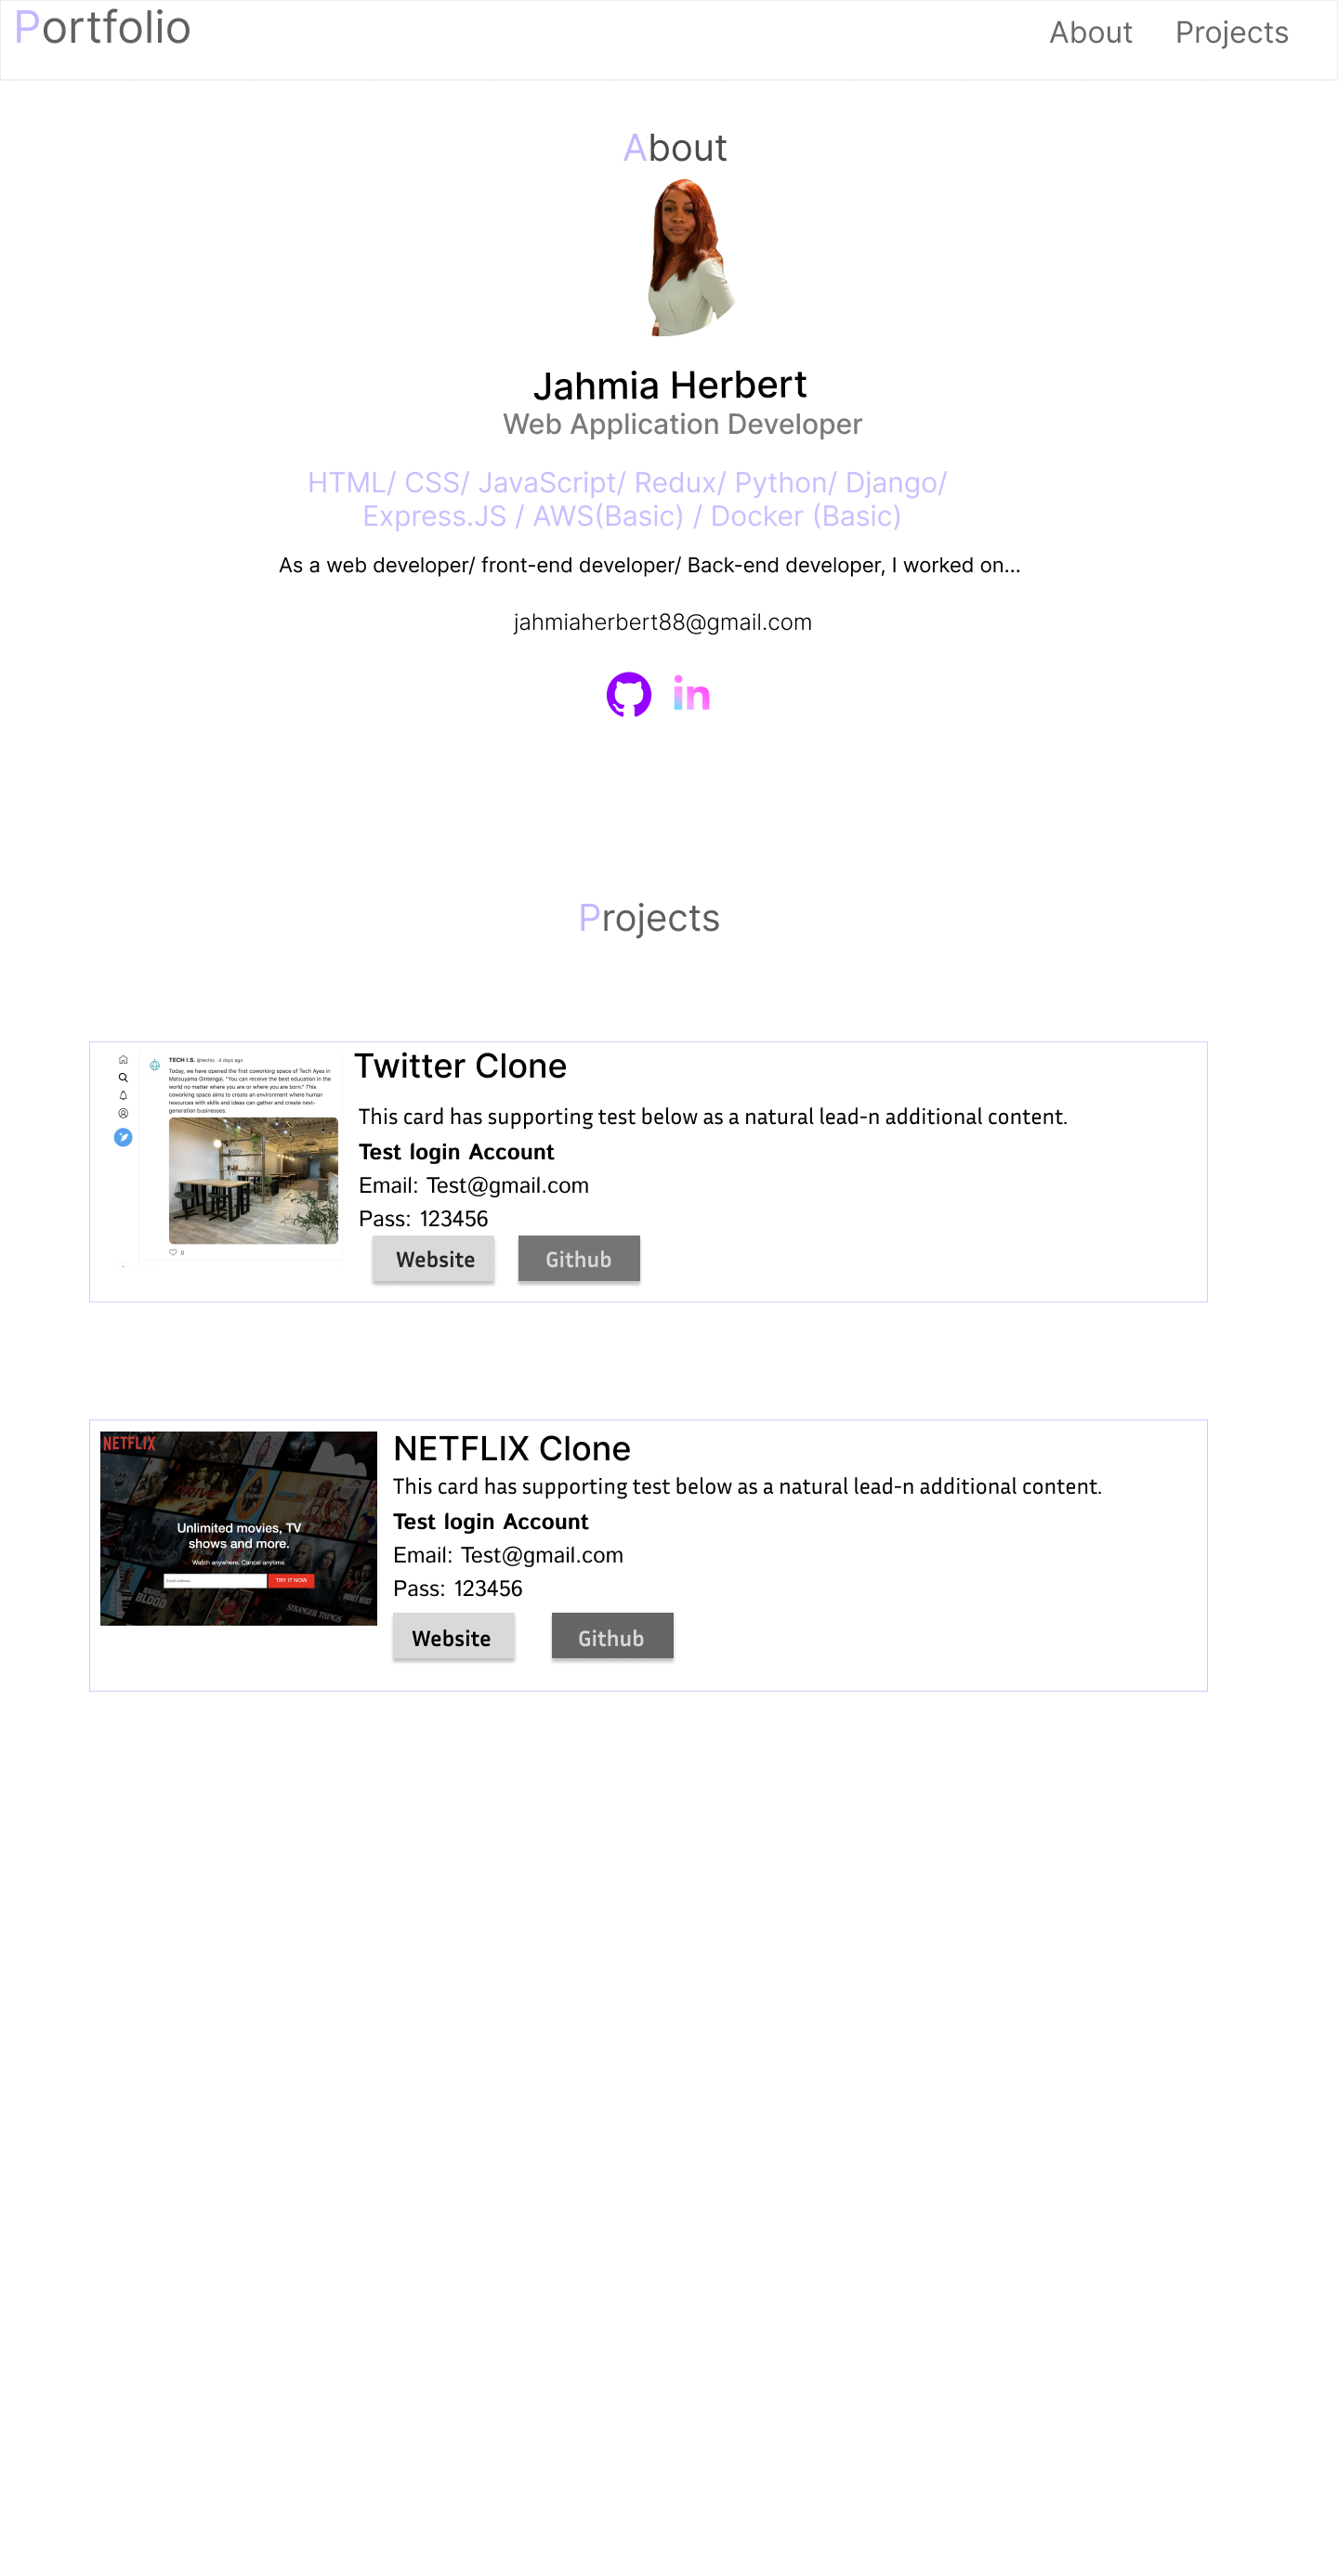 Portfolio
About Projects
About
Jahmia Herbert
Web Application Developer
HTML/ CSS/ JavaScript/ Redux/ Python/ Django/
Express.JS / AWS(Basic) / Docker (Basic)
As a web developer/ front-end developer/ Back-end developer, I worked on...
jahmiaherbert88@gmail.com
in
Projects
TECH I.S. @techis · 4 days ago
Today, we have opened the first coworking space of Tech Ayes in
Matsuyama Gintengai. "You can receive the best education in the
world no matter where you are or where you are born." This
coworking space aims to create an environment where human
resources with skills and ideas can gather and create next-
generation businesses.
0
Twitter Clone
This card has supporting test below as a natural lead-n additional content.
Test login Account
Email: Test@gmail.com
Pass: 123456
Website Github
NETFLIX
Unlimited movies, TV
shows and more.
Watch anywhere. Cancel anytime.
Email address
TRY IT NOW
STRANGER THINGS
NETFLIX Clone
This card has supporting test below as a natural lead-n additional content.
Test login Account
Email: Test@gmail.com
Pass: 123456
Website Github